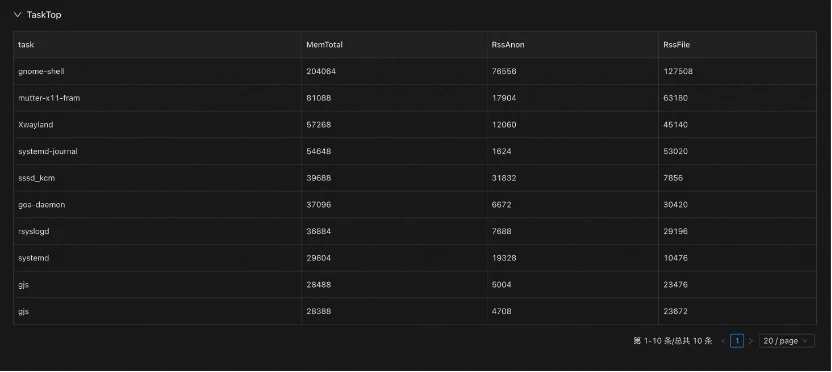 TaskTop
task MemTotal RssAnon RssFile
gnome-shell 204064 76556 127508
mutter-x11-fram 81088 17904 63180
Xwayland 57268 12060 45140
systemd-journal 54648 1624 53020
sssd_kcm 39688 31832 7856
goa-daemon 37096 6672 30420
rsyslogd 36884 7688 29196
systemd 29804 19328 10476
gjs 28488 5004 23476
gjs 28388 4708 23672
第 1-10 条/总共 10 条 < 1 > 20 / page